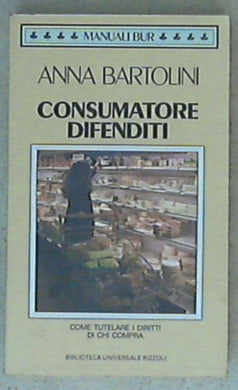 MANUALI BUR
ANNA BARTOLINI
CONSUMATORE
DIFENDITI
COME TUTELARE I DIRITTI
DI CHI COMPRA
BIBLIOTECA UNIVERSALE RIZZOLI